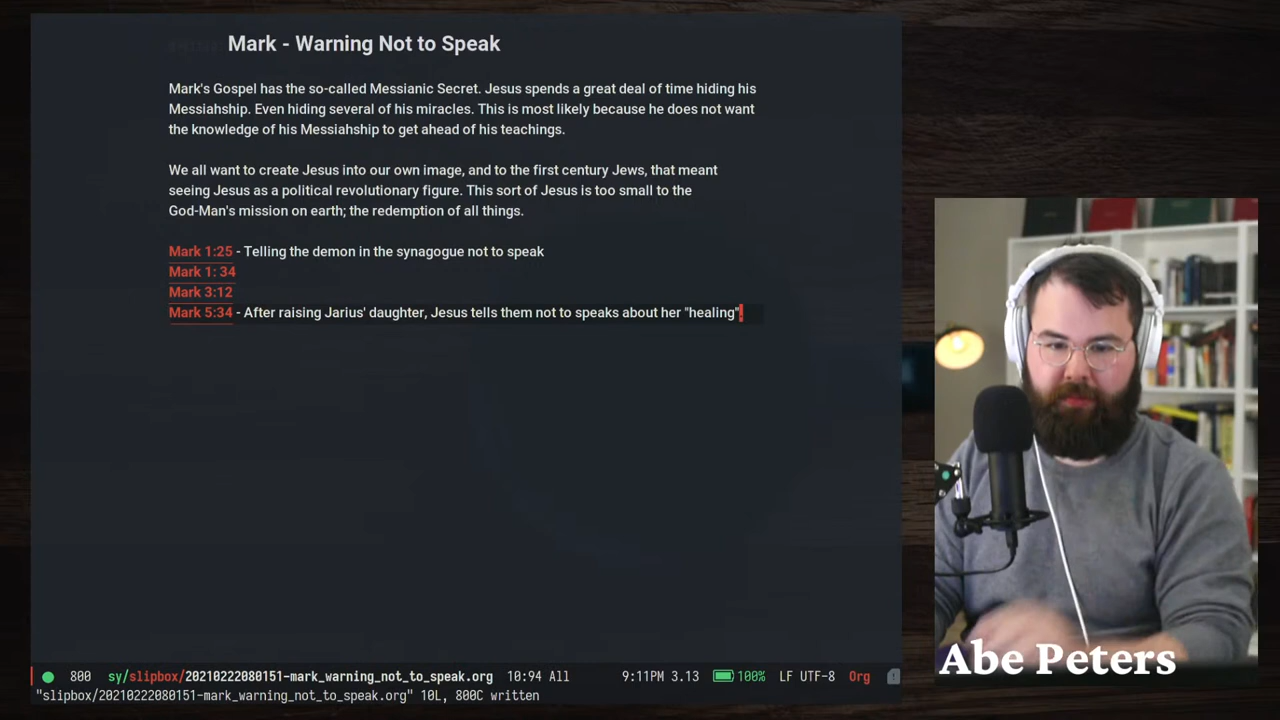 Mark - Warning Not to Speak
Mark's Gospel has the so-called Messianic Secret. Jesus spends a great deal of time hiding his
Messiahship. Even hiding several of his miracles. This is most likely because he does not want
the knowledge of his Messiahship to get ahead of his teachings.
We all want to create Jesus into our own image, and to the first century Jews, that meant
seeing Jesus as a political revolutionary figure. This sort of Jesus is too small to the
God-Man's mission on earth; the redemption of all things.
Mark 1:25 - Telling the demon in the synagogue not to speak
Mark 1: 34
Mark 3:12
Mark 5:34 - After raising Jarius' daughter, Jesus tells them not to speaks about her "healing".
800 sy/slipbox/20210222080151-mark_warning_not_to_speak.org 10:94 All 9:11PM 3.13 100% LF UTF-8 Org
"slipbox/20210222080151-mark_warning_not_to_speak.org" 10L, 800C written
Abe Peters